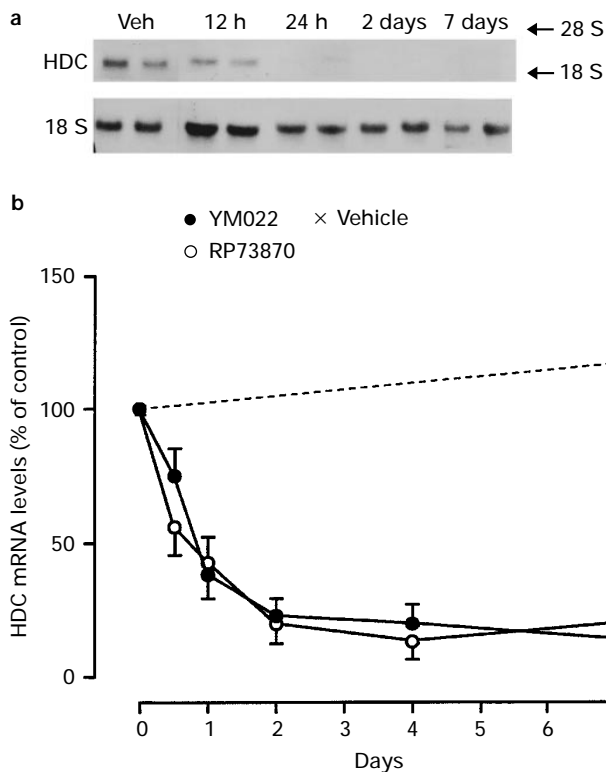 a
Veh 12 h 24 h 2 days 7 days
← 28 S
HDC
← 18 S
18 S
b
● YM022 × Vehicle
○ RP73870
150
100
50
0
HDC mRNA levels (% of control)
0 1 2 3 4 5 6
Days